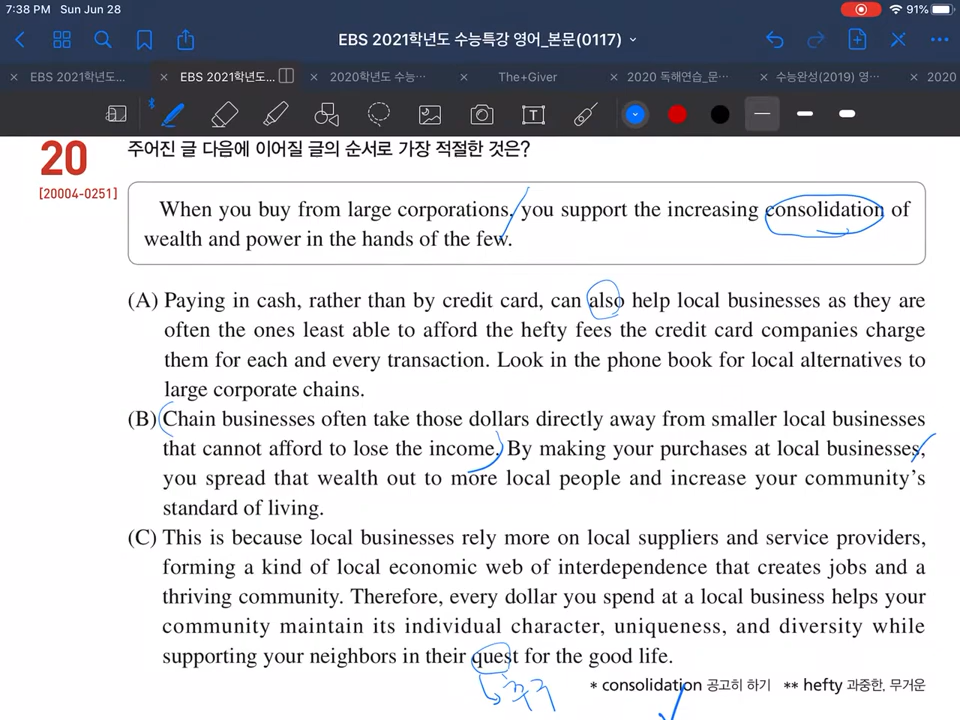 7:38 PM Sun Jun 28 91%
EBS 2021학년도 수능특강 영어_본문(0117)
EBS 2021학년도... EBS 2021학년도... 2020학년도 수능... The+Giver 2020 독해연습_문... 수능완성(2019) 영... 2020
T
20 주어진 글 다음에 이어질 글의 순서로 가장 적절한 것은?
[20004-0251]
When you buy from large corporations, you support the increasing consolidation of
wealth and power in the hands of the few.
(A) Paying in cash, rather than by credit card, can also help local businesses as they are
often the ones least able to afford the hefty fees the credit card companies charge
them for each and every transaction. Look in the phone book for local alternatives to
large corporate chains.
(B) Chain businesses often take those dollars directly away from smaller local businesses
that cannot afford to lose the income. By making your purchases at local businesses,
you spread that wealth out to more local people and increase your community's
standard of living.
(C) This is because local businesses rely more on local suppliers and service providers,
forming a kind of local economic web of interdependence that creates jobs and a
thriving community. Therefore, every dollar you spend at a local business helps your
community maintain its individual character, uniqueness, and diversity while
supporting your neighbors in their quest for the good life.
추구
* consolidation 공고히 하기 ** hefty 과중한, 무거운